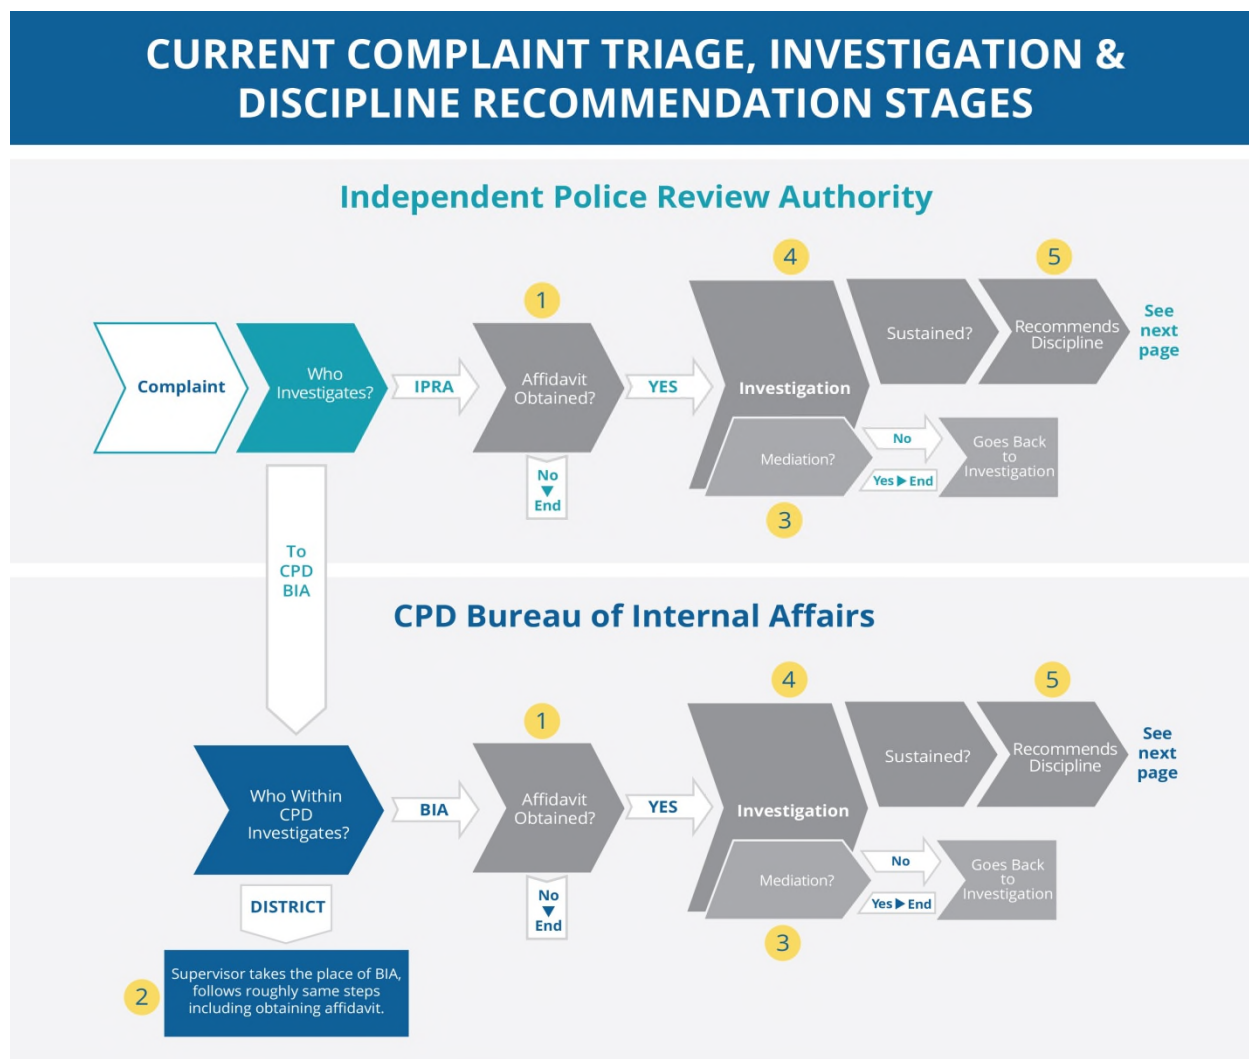 CURRENT COMPLAINT TRIAGE, INVESTIGATION &
DISCIPLINE RECOMMENDATION STAGES
Independent Police Review Authority
Complaint
Who
Investigates?
IPRA
1
Affidavit
Obtained?
No
▼
End
YES
4
Investigation
Mediation?
3
No
Yes ▶ End
Goes Back
to
Investigation
Sustained?
5
Recommends
Discipline
See
next
page
To
CPD
BIA
CPD Bureau of Internal Affairs
Who Within
CPD
Investigates?
BIA
1
Affidavit
Obtained?
No
▼
End
YES
4
Investigation
Mediation?
3
No
Yes ▶ End
Goes Back
to
Investigation
Sustained?
5
Recommends
Discipline
See
next
page
DISTRICT
2
Supervisor takes the place of BIA,
follows roughly same steps
including obtaining affidavit.